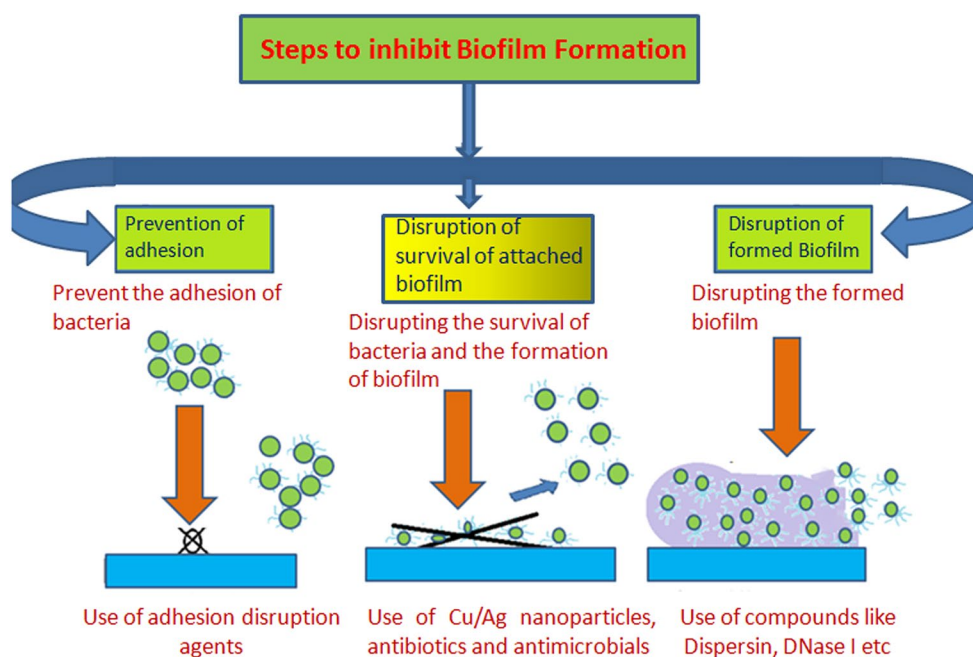 Steps to inhibit Biofilm Formation
Prevention of
adhesion
Prevent the adhesion of
bacteria
Use of adhesion disruption
agents
Disruption of
survival of attached
biofilm
Disrupting the survival of
bacteria and the formation
of biofilm
Use of Cu/Ag nanoparticles,
antibiotics and antimicrobials
Disruption of
formed Biofilm
Disrupting the formed
biofilm
Use of compounds like
Dispersin, DNase I etc